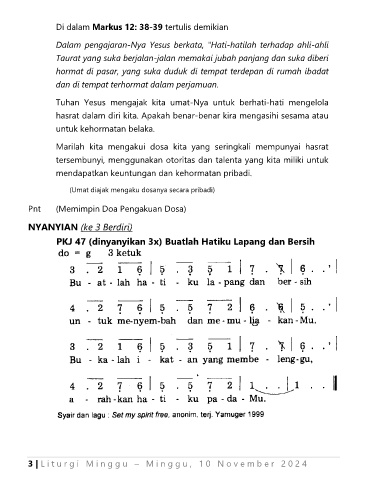 Di dalam Markus 12: 38-39 tertulis demikian
Dalam pengajaran-Nya Yesus berkata, "Hati-hatilah terhadap ahli-ahli
Taurat yang suka berjalan-jalan memakai jubah panjang dan suka diberi
hormat di pasar, yang suka duduk di tempat terdepan di rumah ibadat
dan di tempat terhormat dalam perjamuan.
Tuhan Yesus mengajak kita umat-Nya untuk berhati-hati mengelola
hasrat dalam diri kita. Apakah benar-benar kira mengasihi sesama atau
untuk kehormatan belaka.
Marilah kita mengakui dosa kita yang seringkali mempunyai hasrat
tersembunyi, menggunakan otoritas dan talenta yang kita miliki untuk
mendapatkan keuntungan dan kehormatan pribadi.
(Umat diajak mengaku dosanya secara pribadi)
Pnt (Memimpin Doa Pengakuan Dosa)
NYANYIAN (ke 3 Berdiri)
PKJ 47 (dinyanyikan 3x) Buatlah Hatiku Lapang dan Bersih
do = g 3 ketuk
3 . 2 1 6 | 5 . 3 5 1 | 7 . 7 | 6 . . '
Bu - at - lah ha - ti - ku la - pang dan ber - sih
4 . 2 7 6 | 5 . 5 7 2 | 6 . 6 | 5 . .
un - tuk me-nyem-bah dan me - mu - lia - kan - Mu.
3 . 2 1 6 | 5 . 3 5 1 | 7 . 7 | 6 . . '
Bu - ka - lah i - kat - an yang membe - leng-gu,
4 . 2 7 6 | 5 . 5 7 2 | 1 . . | 1 . .
a - rah-kan ha - ti - ku pa - da - Mu.
Syair dan lagu : Set my spirit free, anonim. terj. Yamuger 1999
3 | Liturgi Minggu – Minggu, 10 November 2024